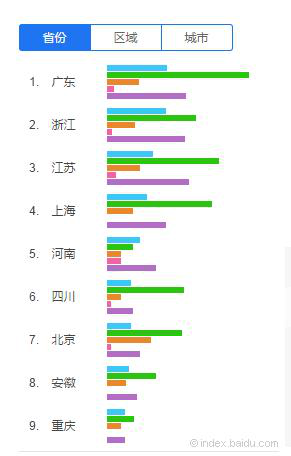 省份 区域 城市
1. 广东
2. 浙江
3. 江苏
4. 上海
5. 河南
6. 四川
7. 北京
8. 安徽
9. 重庆
© index.baidu.com